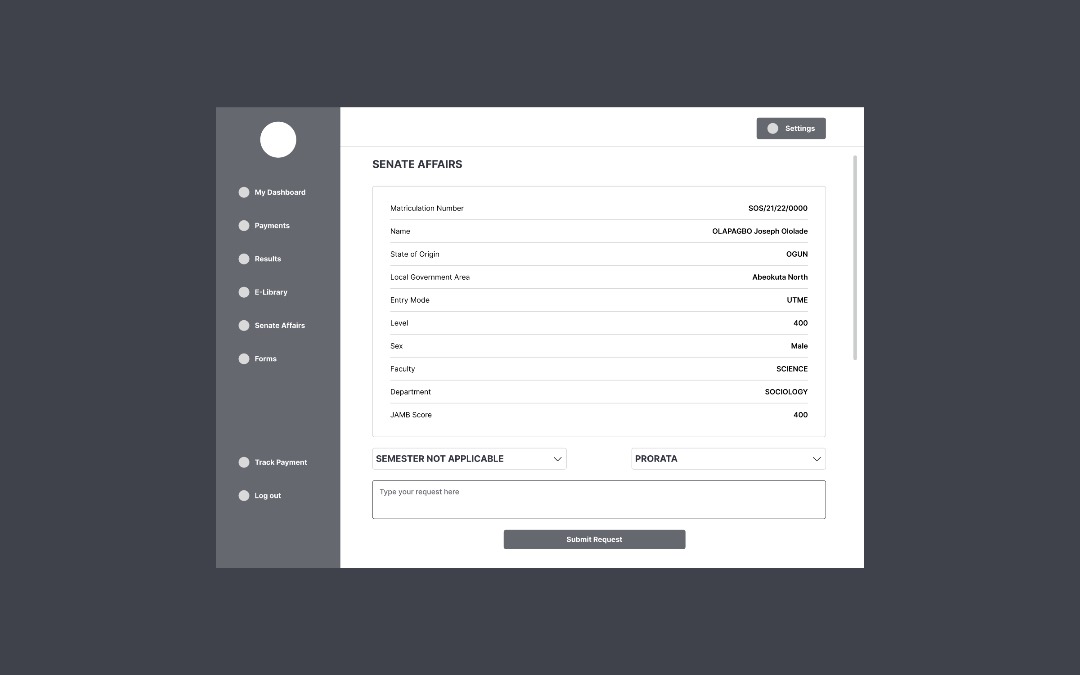 Settings
My Dashboard
Payments
Results
E-Library
Senate Affairs
Forms
Track Payment
Log out
SENATE AFFAIRS
Matriculation Number SOS/21/22/0000
Name OLAPAGBO Joseph Ololade
State of Origin OGUN
Local Government Area Abeokuta North
Entry Mode UTME
Level 400
Sex Male
Faculty SCIENCE
Department SOCIOLOGY
JAMB Score 400
SEMESTER NOT APPLICABLE PRORATA
Type your request here
Submit Request